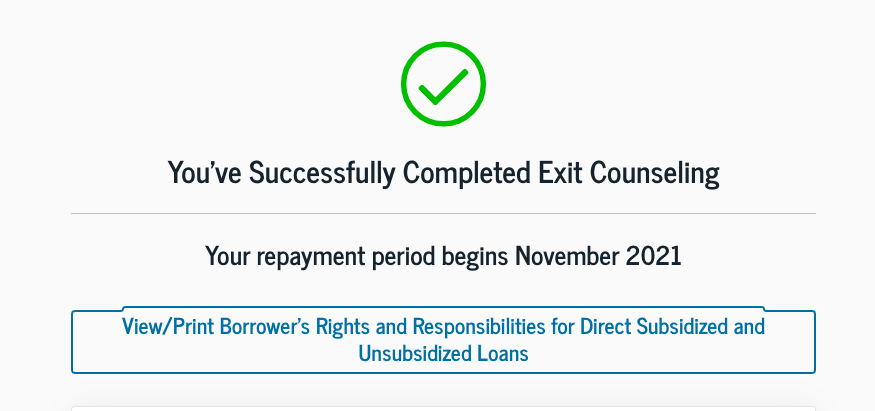 You've Successfully Completed Exit Counseling
Your repayment period begins November 2021
View/Print Borrower's Rights and Responsibilities for Direct Subsidized and
Unsubsidized Loans